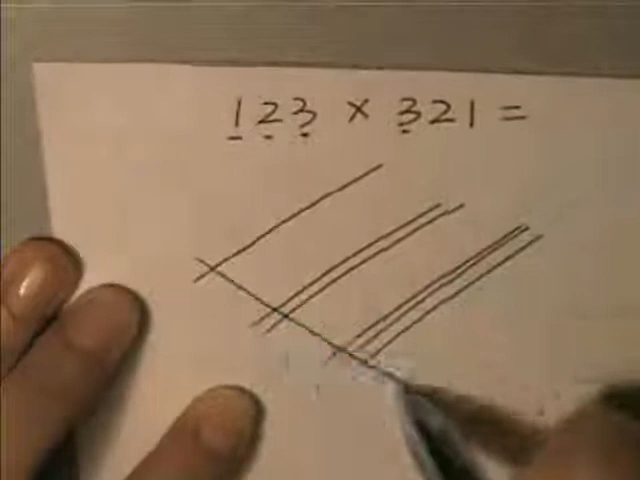 123 × 321 =